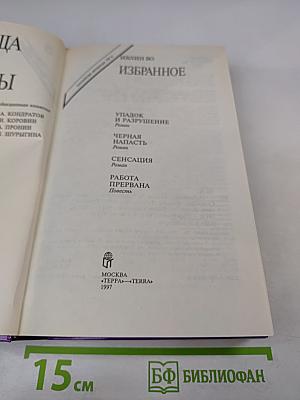 ЦА
Ы
А. КОНДРАТОВ
И. КОРОВИН
А. ПРОНИН
ШУРЫГИНА
ИВЛИН ВО
ИЗБРАННОЕ
УПАДОК
И РАЗРУШЕНИЕ
Роман
ЧЕРНАЯ
НАПАСТЬ
Роман
СЕНСАЦИЯ
Роман
РАБОТА
ПРЕРВАНА
Повесть
МОСКВА
«ТЕРРА»—«TERRA»
1997
15 см
БФ БИБЛИОФАН